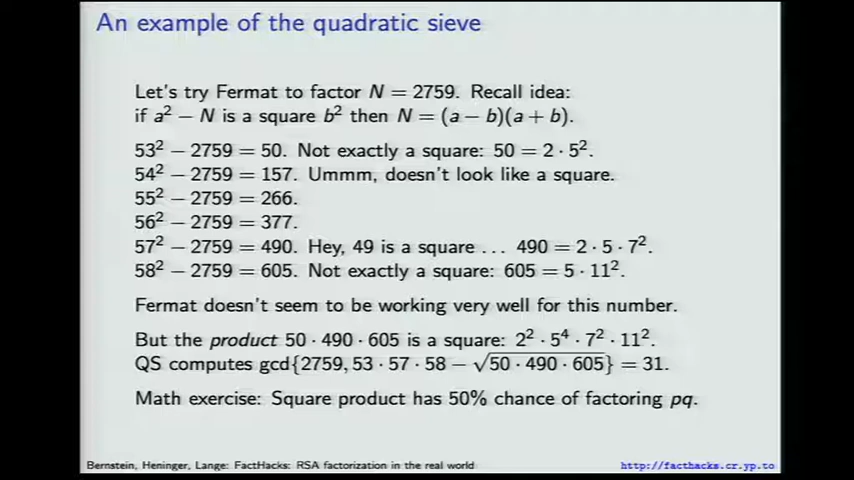 An example of the quadratic sieve
Let's try Fermat to factor N = 2759. Recall idea:
if a² − N is a square b² then N = (a − b)(a + b).
53² − 2759 = 50. Not exactly a square: 50 = 2 · 5².
54² − 2759 = 157. Ummm, doesn't look like a square.
55² − 2759 = 266.
56² − 2759 = 377.
57² − 2759 = 490. Hey, 49 is a square ... 490 = 2 · 5 · 7².
58² − 2759 = 605. Not exactly a square: 605 = 5 · 11².
Fermat doesn't seem to be working very well for this number.
But the product 50 · 490 · 605 is a square: 2² · 5⁴ · 7² · 11².
QS computes gcd{2759, 53 · 57 · 58 − √50 · 490 · 605} = 31.
Math exercise: Square product has 50% chance of factoring pq.
Bernstein, Heninger, Lange: FactHacks: RSA factorization in the real world
http://facthacks.cr.yp.to